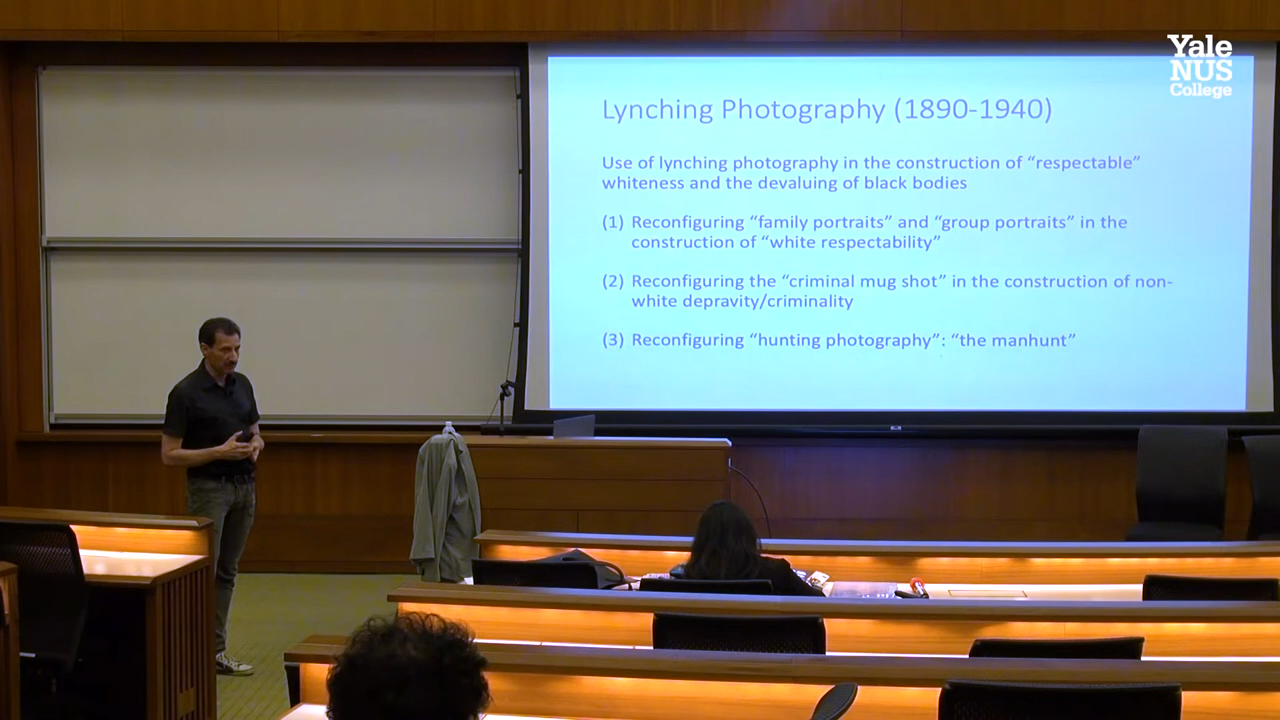 Yale
NUS
College
Lynching Photography (1890-1940)
Use of lynching photography in the construction of “respectable”
whiteness and the devaluing of black bodies
(1) Reconfiguring “family portraits” and “group portraits” in the
construction of “white respectability”
(2) Reconfiguring the “criminal mug shot” in the construction of non-
white depravity/criminality
(3) Reconfiguring “hunting photography”: “the manhunt”